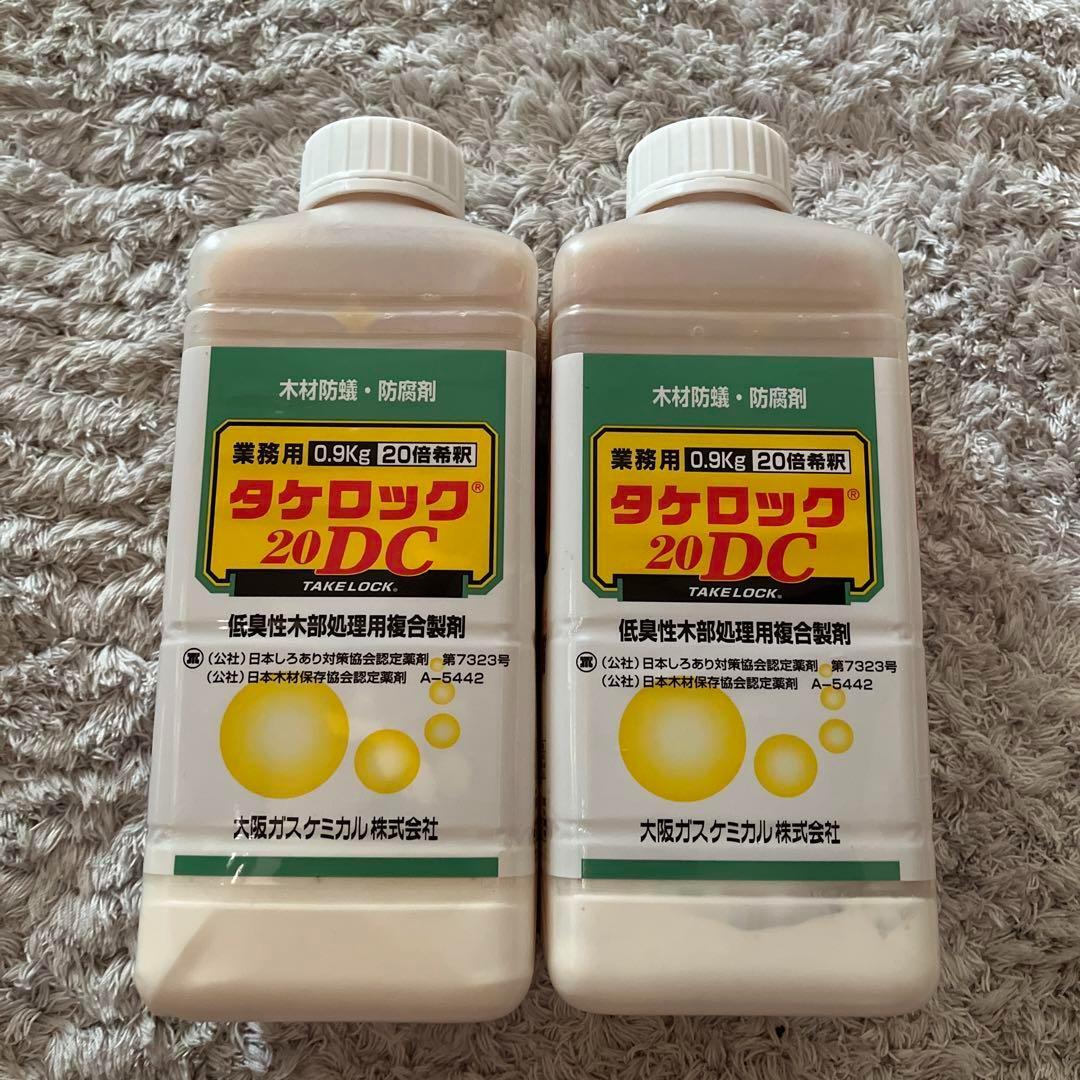 木材防蟻・防腐剤
業務用 0.9Kg 20倍希釈
タケロック®
20DC
TAKELOCK®
低臭性木部処理用複合製剤
(公社)日本しろあり対策協会認定薬剤 第7323号
(公社)日本木材保存協会認定薬剤 A-5442
大阪ガスケミカル株式会社
木材防蟻・防腐剤
業務用 0.9Kg 20倍希釈
タケロック®
20DC
TAKELOCK®
低臭性木部処理用複合製剤
(公社)日本しろあり対策協会認定薬剤 第7323号
(公社)日本木材保存協会認定薬剤 A-5442
大阪ガスケミカル株式会社